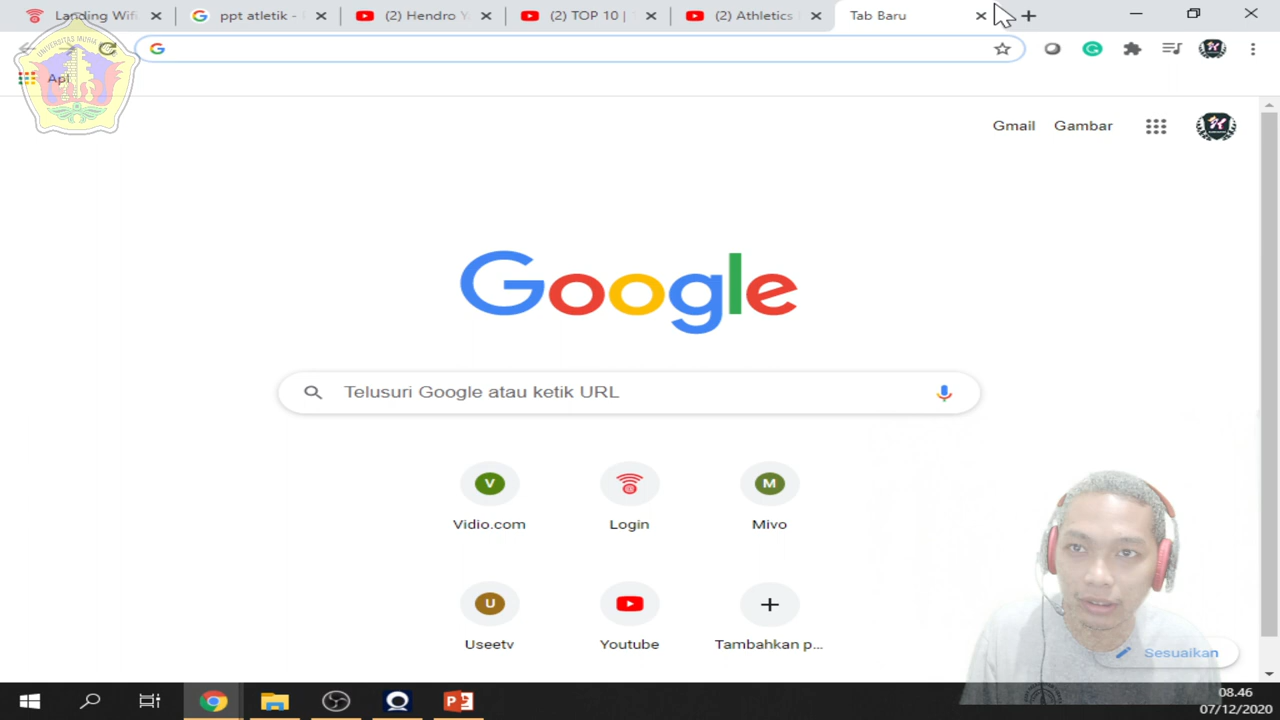 Landing Wifi
ppt atletik -
(2) Hendro Y
(2) TOP 10 |
(2) Athletics
Tab Baru
Apl
Gmail
Gambar
Google
Telusuri Google atau ketik URL
V
M
Vidio.com
Login
Mivo
U
Useetv
Youtube
Tambahkan p...
Sesuaikan
08.46
07/12/2020